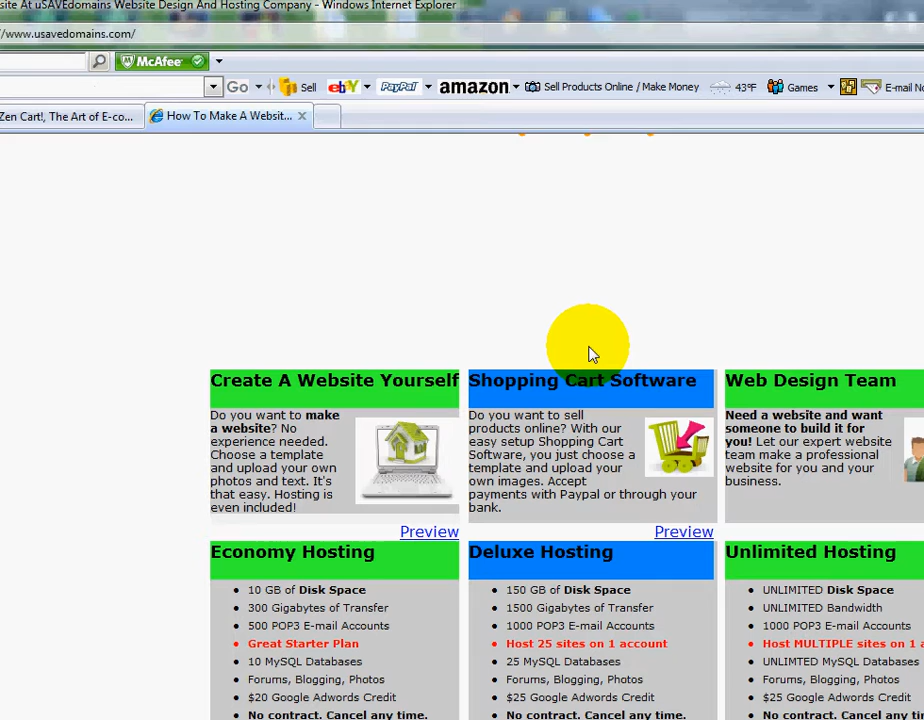 site At uSAVEdomains Website Design And Hosting Company - Windows Internet Explorer
//www.usavedomains.com/
McAfee
Go Sell ebY PayPal amazon Sell Products Online / Make Money 43°F Games E-mail No
Zen Cart!, The Art of E-co... How To Make A Websit... x
Create A Website Yourself
Do you want to make
a website? No
experience needed.
Choose a template
and upload your own
photos and text. It's
that easy. Hosting is
even included!
Preview
Shopping Cart Software
Do you want to sell
products online? With our
easy setup Shopping Cart
Software, you just choose a
template and upload your
own images. Accept
payments with Paypal or through your
bank.
Preview
Web Design Team
Need a website and want
someone to build it for
you! Let our expert website
team make a professional
website for you and your
business.
Economy Hosting
• 10 GB of Disk Space
• 300 Gigabytes of Transfer
• 500 POP3 E-mail Accounts
• Great Starter Plan
• 10 MySQL Databases
• Forums, Blogging, Photos
• $20 Google Adwords Credit
• No contract. Cancel any time.
Deluxe Hosting
• 150 GB of Disk Space
• 1500 Gigabytes of Transfer
• 1000 POP3 E-mail Accounts
• Host 25 sites on 1 account
• 25 MySQL Databases
• Forums, Blogging, Photos
• $25 Google Adwords Credit
• No contract. Cancel any time.
Unlimited Hosting
• UNLIMITED Disk Space
• UNLIMITED Bandwidth
• 1000 POP3 E-mail Accounts
• Host MULTIPLE sites on 1 a
• UNLIMTED MySQL Databases
• Forums, Blogging, Photos
• $25 Google Adwords Credit
• No contract. Cancel any time